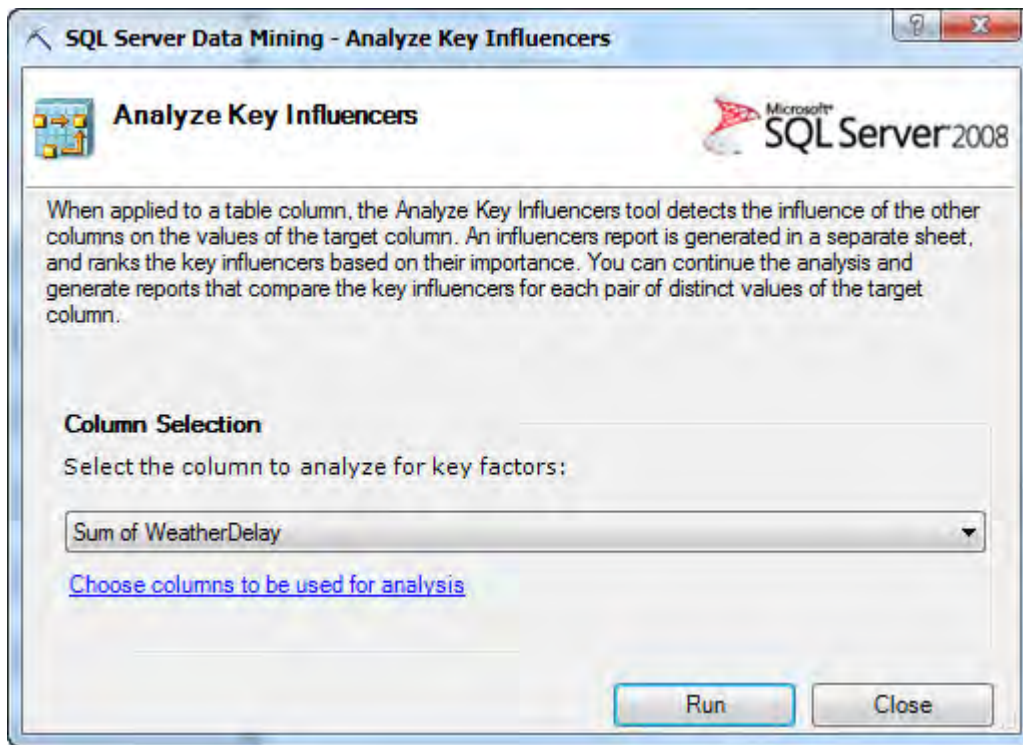 SQL Server Data Mining - Analyze Key Influencers
?
Analyze Key Influencers
Microsoft®
SQL Server 2008
When applied to a table column, the Analyze Key Influencers tool detects the influence of the other
columns on the values of the target column. An influencers report is generated in a separate sheet,
and ranks the key influencers based on their importance. You can continue the analysis and
generate reports that compare the key influencers for each pair of distinct values of the target
column.
Column Selection
Select the column to analyze for key factors:
Sum of WeatherDelay
Choose columns to be used for analysis
Run Close